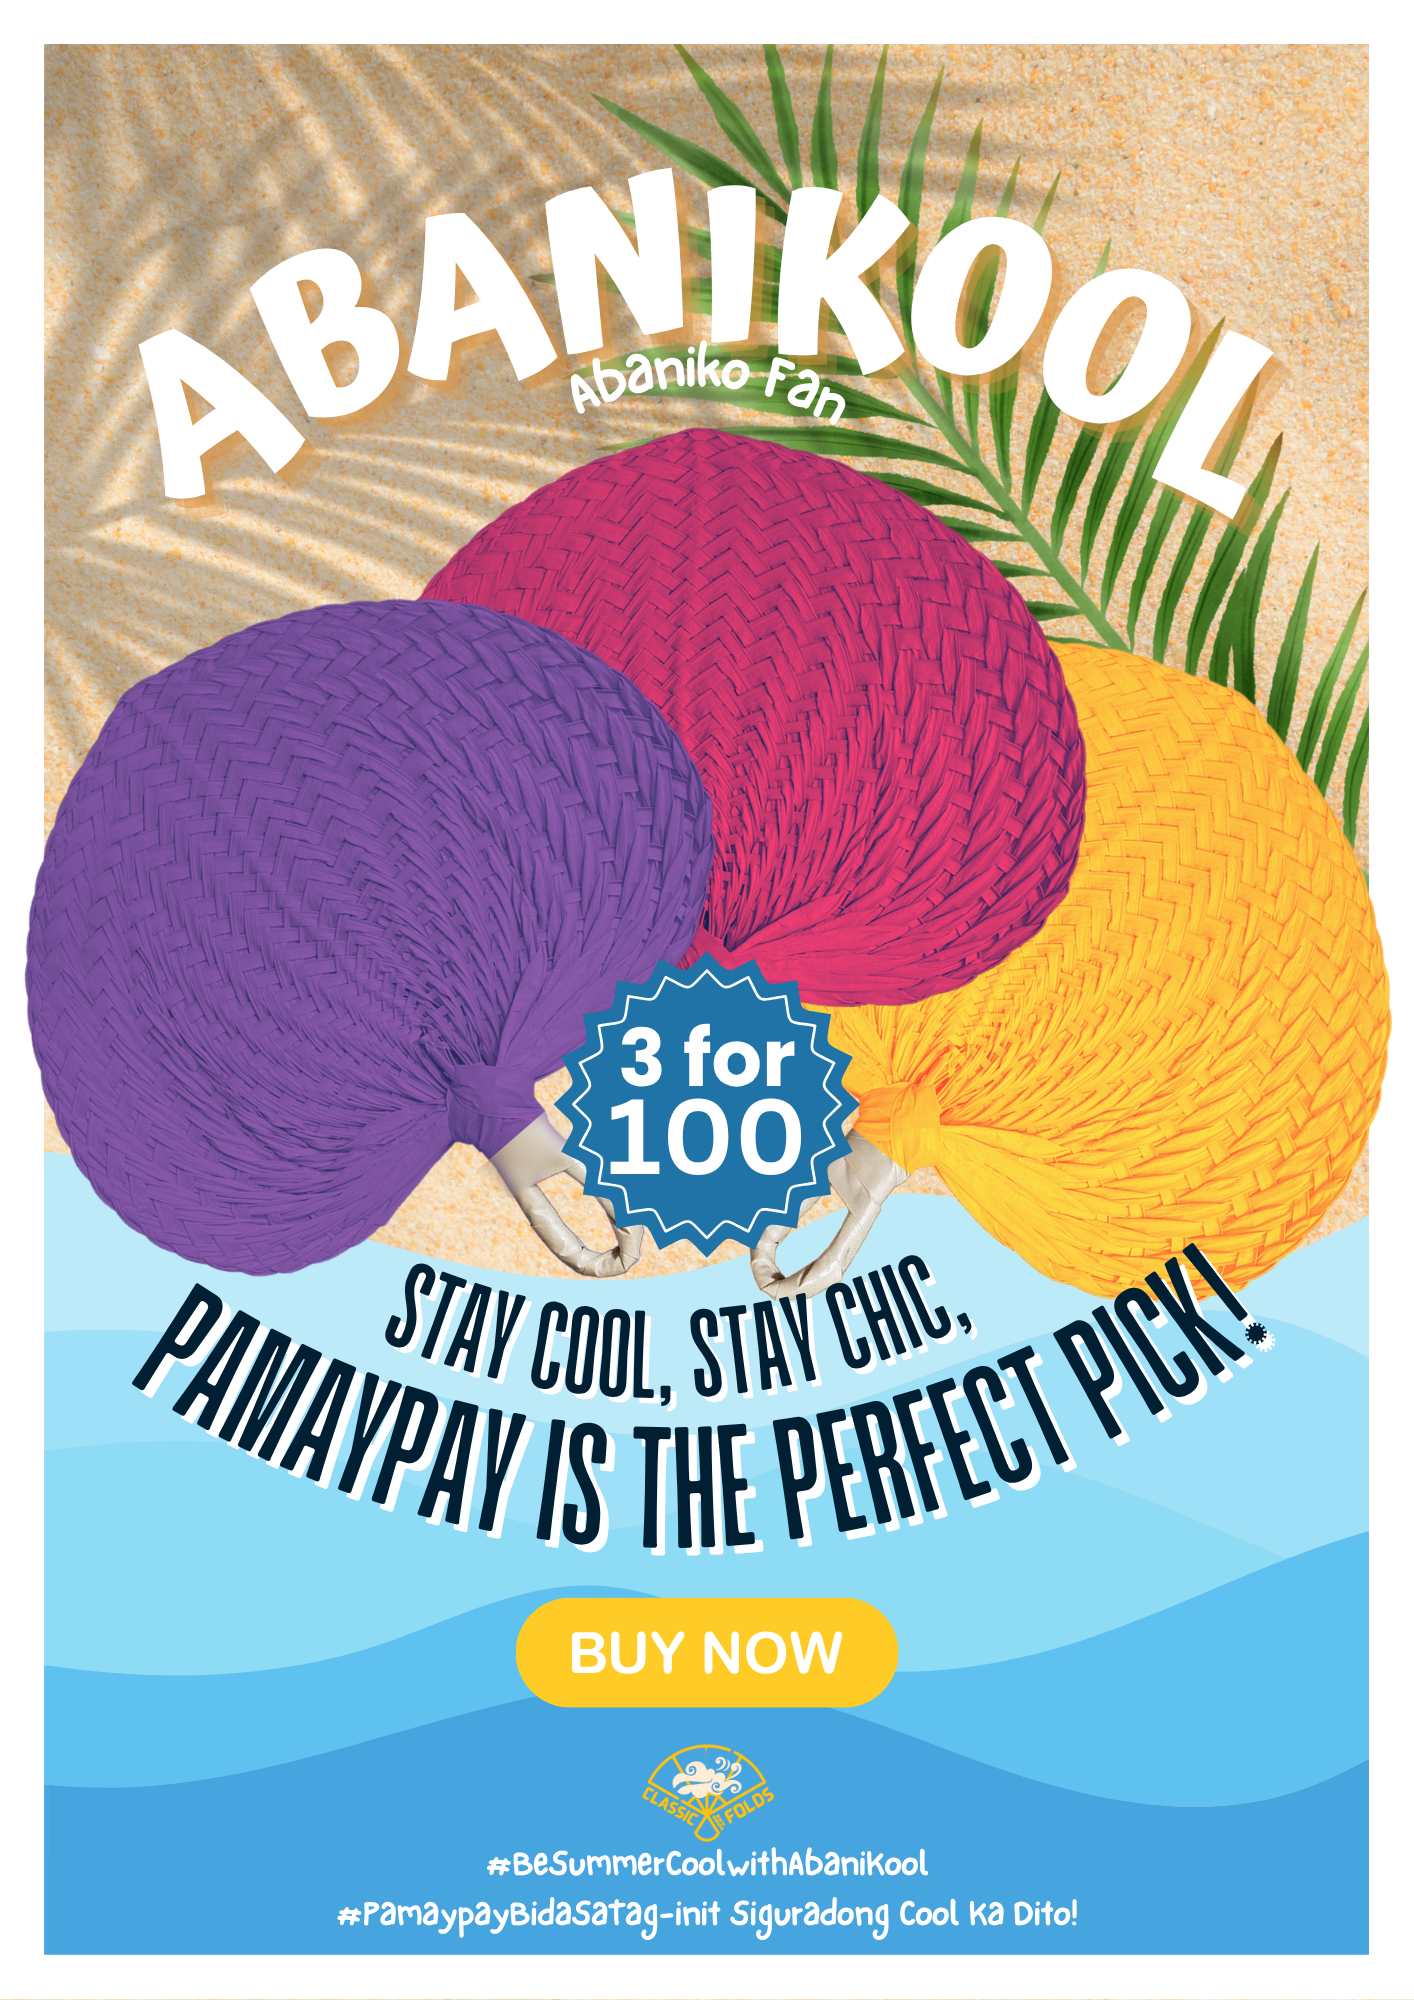 ABANIKOOL
Abaniko Fan
3 for
100
STAY COOL, STAY CHIC,
PAMAYPAY IS THE PERFECT PICK!
BUY NOW
CLASSIC FOLDS
#BeSummerCoolwithAbaniKool
#PamaypayBidaSaTag-init Siguradong Cool Ka Dito!